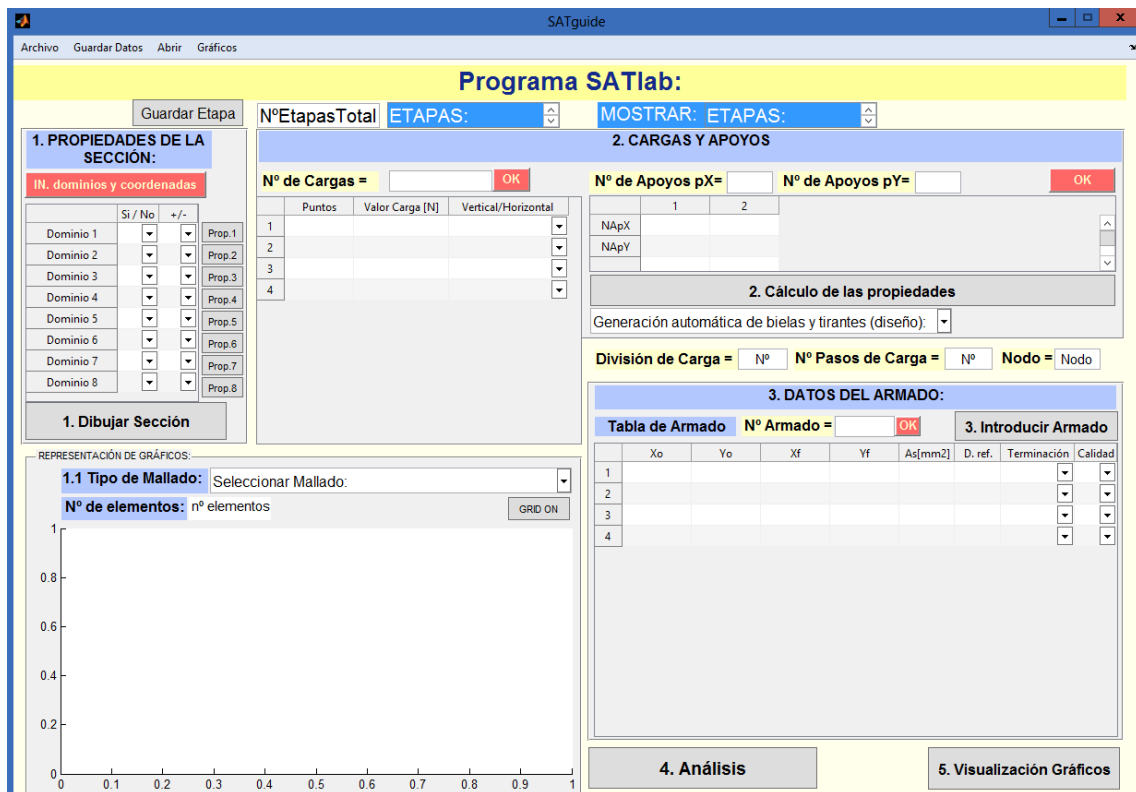 SATguide
Archivo Guardar Datos Abrir Gráficos
Programa SATlab:
Guardar Etapa NºEtapasTotal ETAPAS: MOSTRAR: ETAPAS:
1. PROPIEDADES DE LA
SECCIÓN:
IN. dominios y coordenadas
Si / No +/-
Dominio 1 Prop.1
Dominio 2 Prop.2
Dominio 3 Prop.3
Dominio 4 Prop.4
Dominio 5 Prop.5
Dominio 6 Prop.6
Dominio 7 Prop.7
Dominio 8 Prop.8
1. Dibujar Sección
2. CARGAS Y APOYOS
Nº de Cargas = OK
Puntos Valor Carga [N] Vertical/Horizontal
1
2
3
4
Nº de Apoyos pX= Nº de Apoyos pY= OK
1 2
NApX
NApY
2. Cálculo de las propiedades
Generación automática de bielas y tirantes (diseño):
División de Carga = Nº Nº Pasos de Carga = Nº Nodo = Nodo
3. DATOS DEL ARMADO:
Tabla de Armado Nº Armado = OK 3. Introducir Armado
Xo Yo Xf Yf As[mm2] D. ref. Terminación Calidad
1
2
3
4
REPRESENTACIÓN DE GRÁFICOS:
1.1 Tipo de Mallado: Seleccionar Mallado:
Nº de elementos: nº elementos GRID ON
1
0.8
0.6
0.4
0.2
0
0 0.1 0.2 0.3 0.4 0.5 0.6 0.7 0.8 0.9 1
4. Análisis 5. Visualización Gráficos